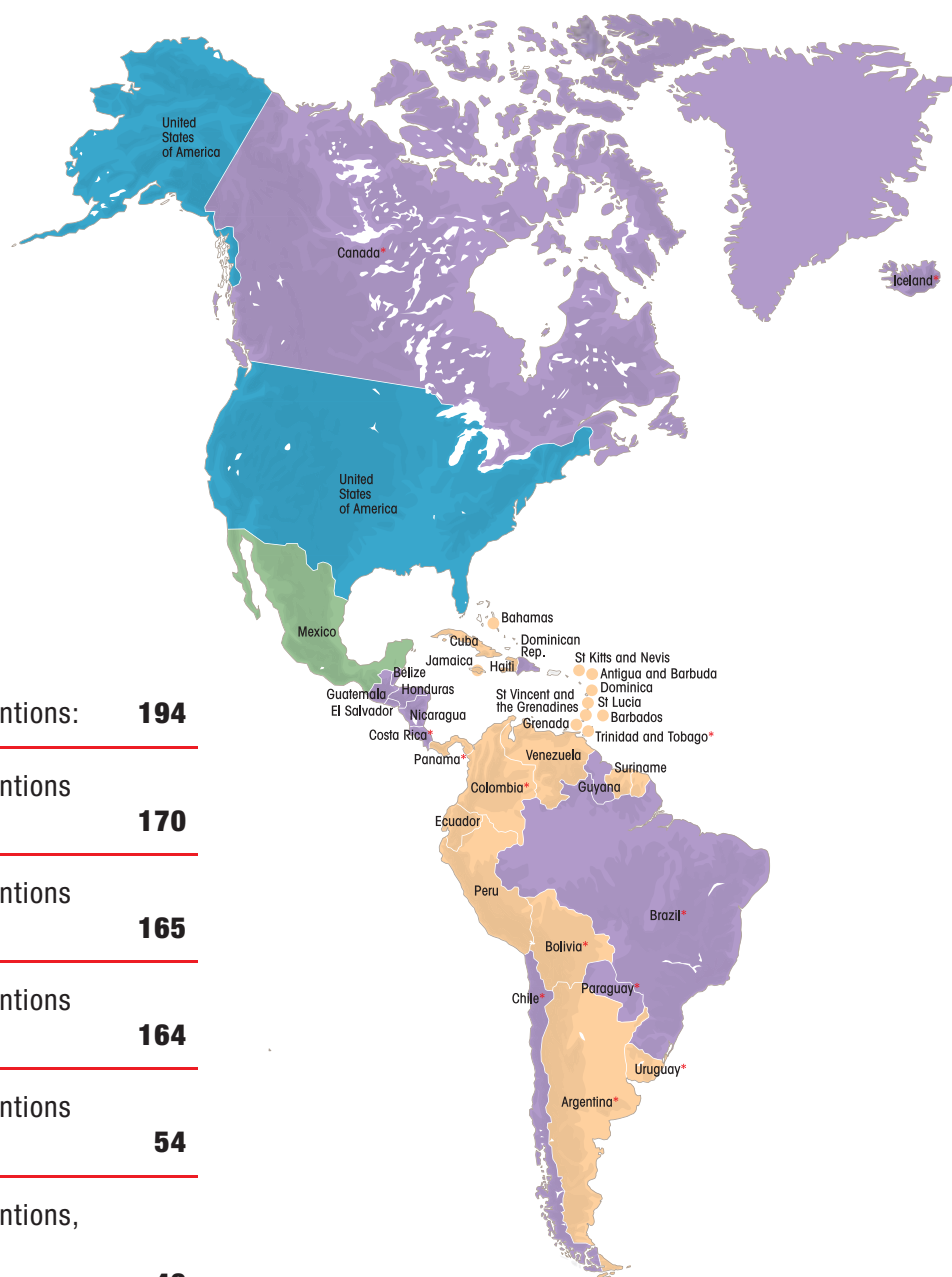 United
States
of America
Canada*
Iceland*
United
States
of America
Mexico
Bahamas
Cuba
Dominican
Rep.
Jamaica
Haiti
St Kitts and Nevis
Antigua and Barbuda
Belize
Dominica
Guatemala
Honduras
St Vincent and
the Grenadines
St Lucia
El Salvador
Nicaragua
Barbados
Grenada
Costa Rica*
Trinidad and Tobago*
Panama*
Venezuela
Suriname
Colombia*
Guyana
Ecuador
Peru
Brazil*
Bolivia*
Paraguay*
Chile*
Uruguay*
Argentina*
ntions: 194
ntions
170
ntions
165
ntions
164
ntions
54
ntions,